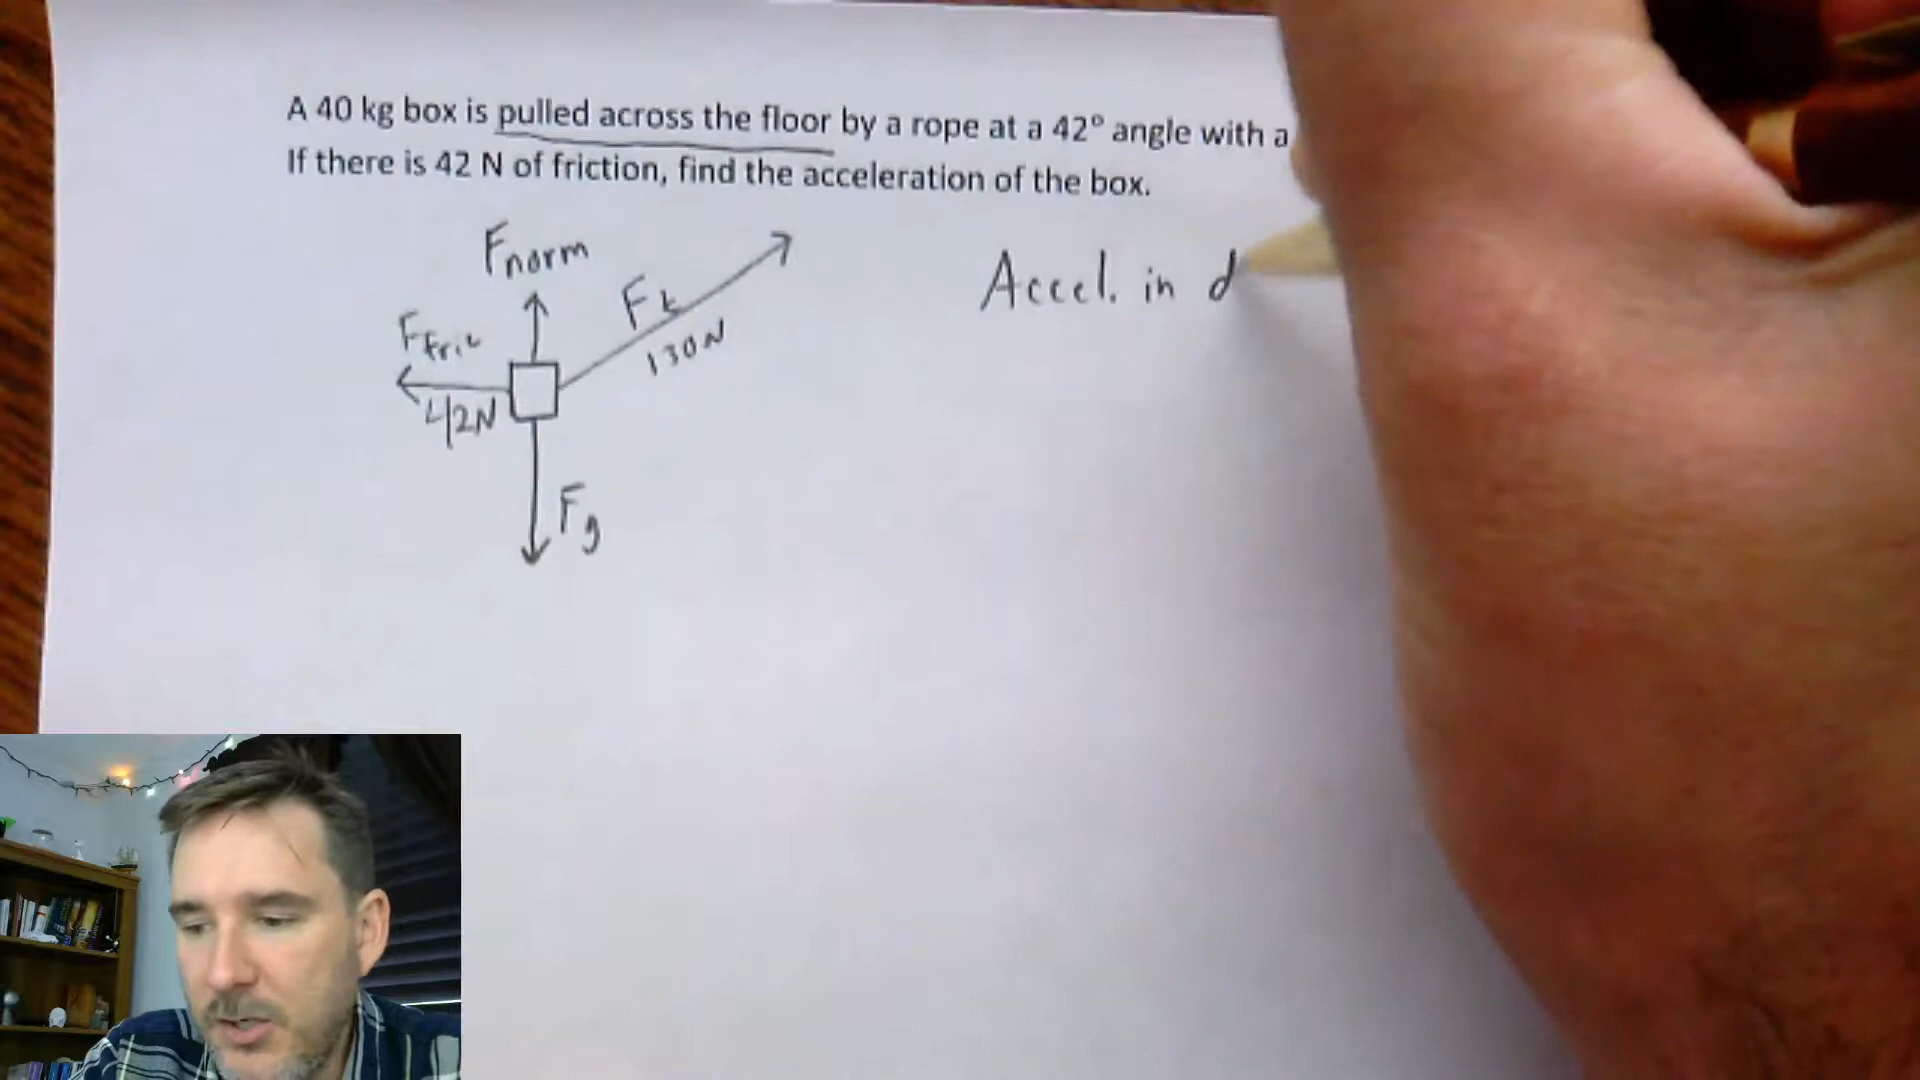 A 40 kg box is pulled across the floor by a rope at a 42° angle with a
If there is 42 N of friction, find the acceleration of the box.
Fnorm
Ft
130N
Ffric
42N
Fg
Accel. in d